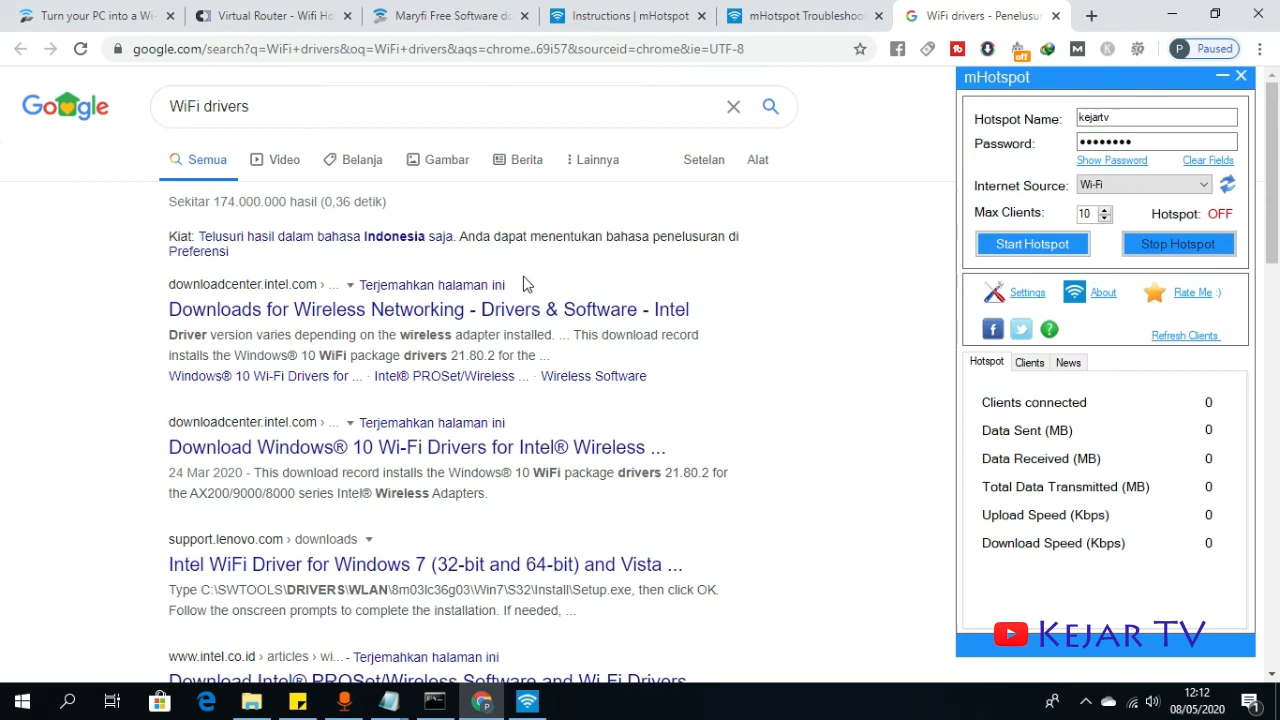 Turn your PC into a Wi-
Virtual Router - Wifi Ho
Maryfi Free Software do
Instructions | mHotspot
mHotspot Troubleshoot
WiFi drivers - Penelusur
google.com/search?q=WiFi+drivers&oq=WiFi+drivers&aqs=chrome..69i57&sourceid=chrome&ie=UTF-8
off
P Paused
Google
WiFi drivers
Semua Video Belanja Gambar Berita Lainnya Setelan Alat
Sekitar 174.000.000 hasil (0,36 detik)
Kiat: Telusuri hasil dalam bahasa Indonesia saja. Anda dapat menentukan bahasa penelusuran di
Preferensi
downloadcenter.intel.com › ... Terjemahkan halaman ini
Downloads for Wireless Networking - Drivers & Software - Intel
Driver version varies depending on the wireless adapter installed. ... This download record
installs the Windows® 10 WiFi package drivers 21.80.2 for the ...
Windows® 10 Wi-Fi Drivers for ... · Intel® PROSet/Wireless ... · Wireless Software
downloadcenter.intel.com › ... Terjemahkan halaman ini
Download Windows® 10 Wi-Fi Drivers for Intel® Wireless ...
24 Mar 2020 - This download record installs the Windows® 10 WiFi package drivers 21.80.2 for
the AX200/9000/8000 series Intel® Wireless Adapters.
support.lenovo.com › downloads
Intel WiFi Driver for Windows 7 (32-bit and 64-bit) and Vista ...
Type C:\SWTOOLS\DRIVERS\WLAN\8m03lc36g03\Win7\S32\Install\Setup.exe, then click OK.
Follow the onscreen prompts to complete the installation. If needed, ...
www.intel.co.id › articles › wi... - Terjemahkan halaman ini
Download Intel® PROSet/Wireless Software and Wi-Fi Drivers
mHotspot
Hotspot Name: kejartv
Password: ••••••••
Show Password Clear Fields
Internet Source: Wi-Fi
Max Clients: 10 Hotspot: OFF
Start Hotspot Stop Hotspot
Settings About Rate Me :)
Refresh Clients
Hotspot Clients News
Clients connected 0
Data Sent (MB) 0
Data Received (MB) 0
Total Data Transmitted (MB) 0
Upload Speed (Kbps) 0
Download Speed (Kbps) 0
KEJAR TV
12:12
08/05/2020
1